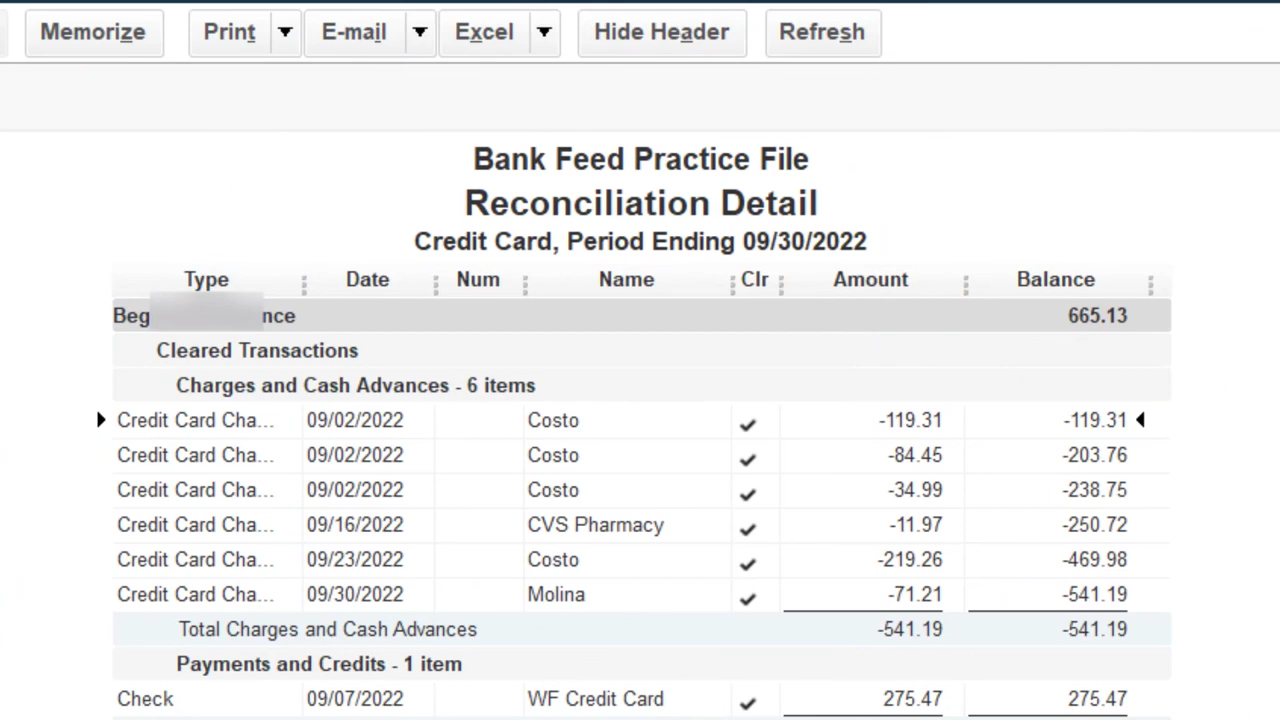 Memorize Print E-mail Excel Hide Header Refresh
Bank Feed Practice File
Reconciliation Detail
Credit Card, Period Ending 09/30/2022
Type Date Num Name Clr Amount Balance
Beg nce 665.13
Cleared Transactions
Charges and Cash Advances - 6 items
Credit Card Cha... 09/02/2022 Costo -119.31 -119.31
Credit Card Cha... 09/02/2022 Costo -84.45 -203.76
Credit Card Cha... 09/02/2022 Costo -34.99 -238.75
Credit Card Cha... 09/16/2022 CVS Pharmacy -11.97 -250.72
Credit Card Cha... 09/23/2022 Costo -219.26 -469.98
Credit Card Cha... 09/30/2022 Molina -71.21 -541.19
Total Charges and Cash Advances -541.19 -541.19
Payments and Credits - 1 item
Check 09/07/2022 WF Credit Card 275.47 275.47